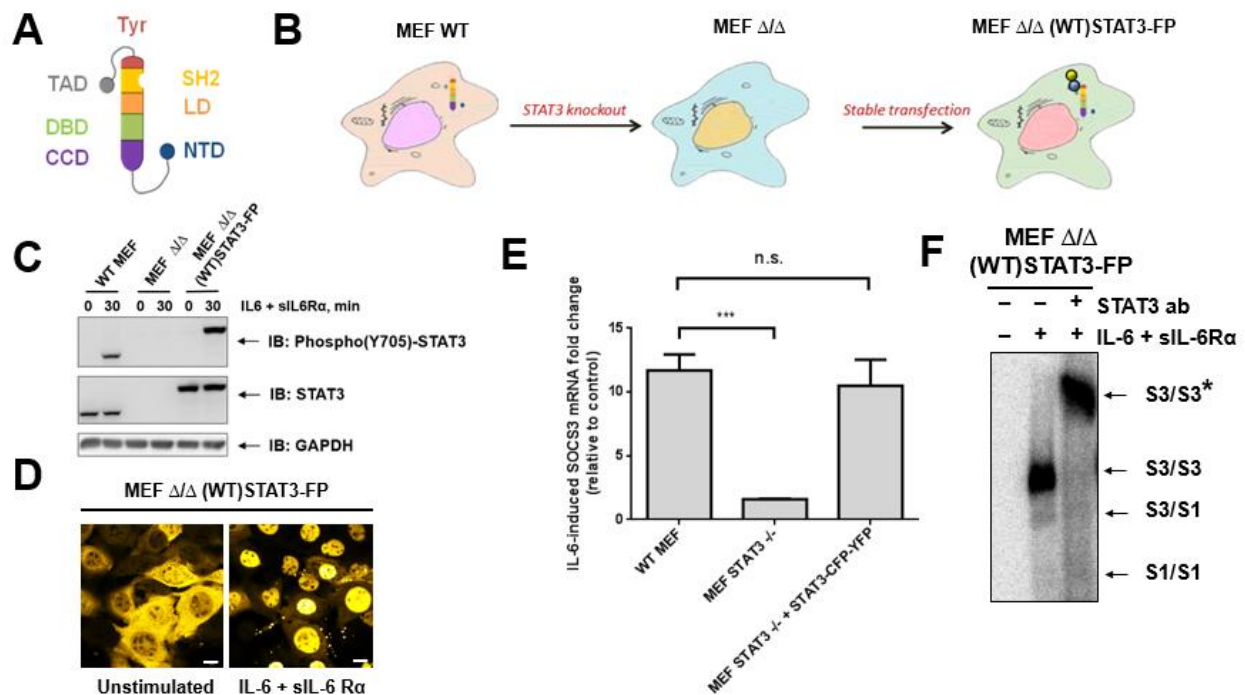 A
Tyr
TAD
SH2
LD
DBD
CCD
NTD
B
MEF WT
MEF Δ/Δ
MEF Δ/Δ (WT)STAT3-FP
STAT3 knockout
Stable transfection
C
WT MEF
MEF Δ/Δ
MEF Δ/Δ
(WT)STAT3-FP
0 30 0 30 0 30 IL6 + sIL6Rα, min
IB: Phospho(Y705)-STAT3
IB: STAT3
IB: GAPDH
D
MEF Δ/Δ (WT)STAT3-FP
Unstimulated
IL-6 + sIL-6 Rα
E
n.s.
***
IL-6-induced SOCS3 mRNA fold change
(relative to control)
15
10
5
0
WT MEF
MEF STAT3 -/-
MEF STAT3 -/- + STAT3-CFP-YFP
F
MEF Δ/Δ
(WT)STAT3-FP
– – + STAT3 ab
– + + IL-6 + sIL-6Rα
S3/S3*
S3/S3
S3/S1
S1/S1